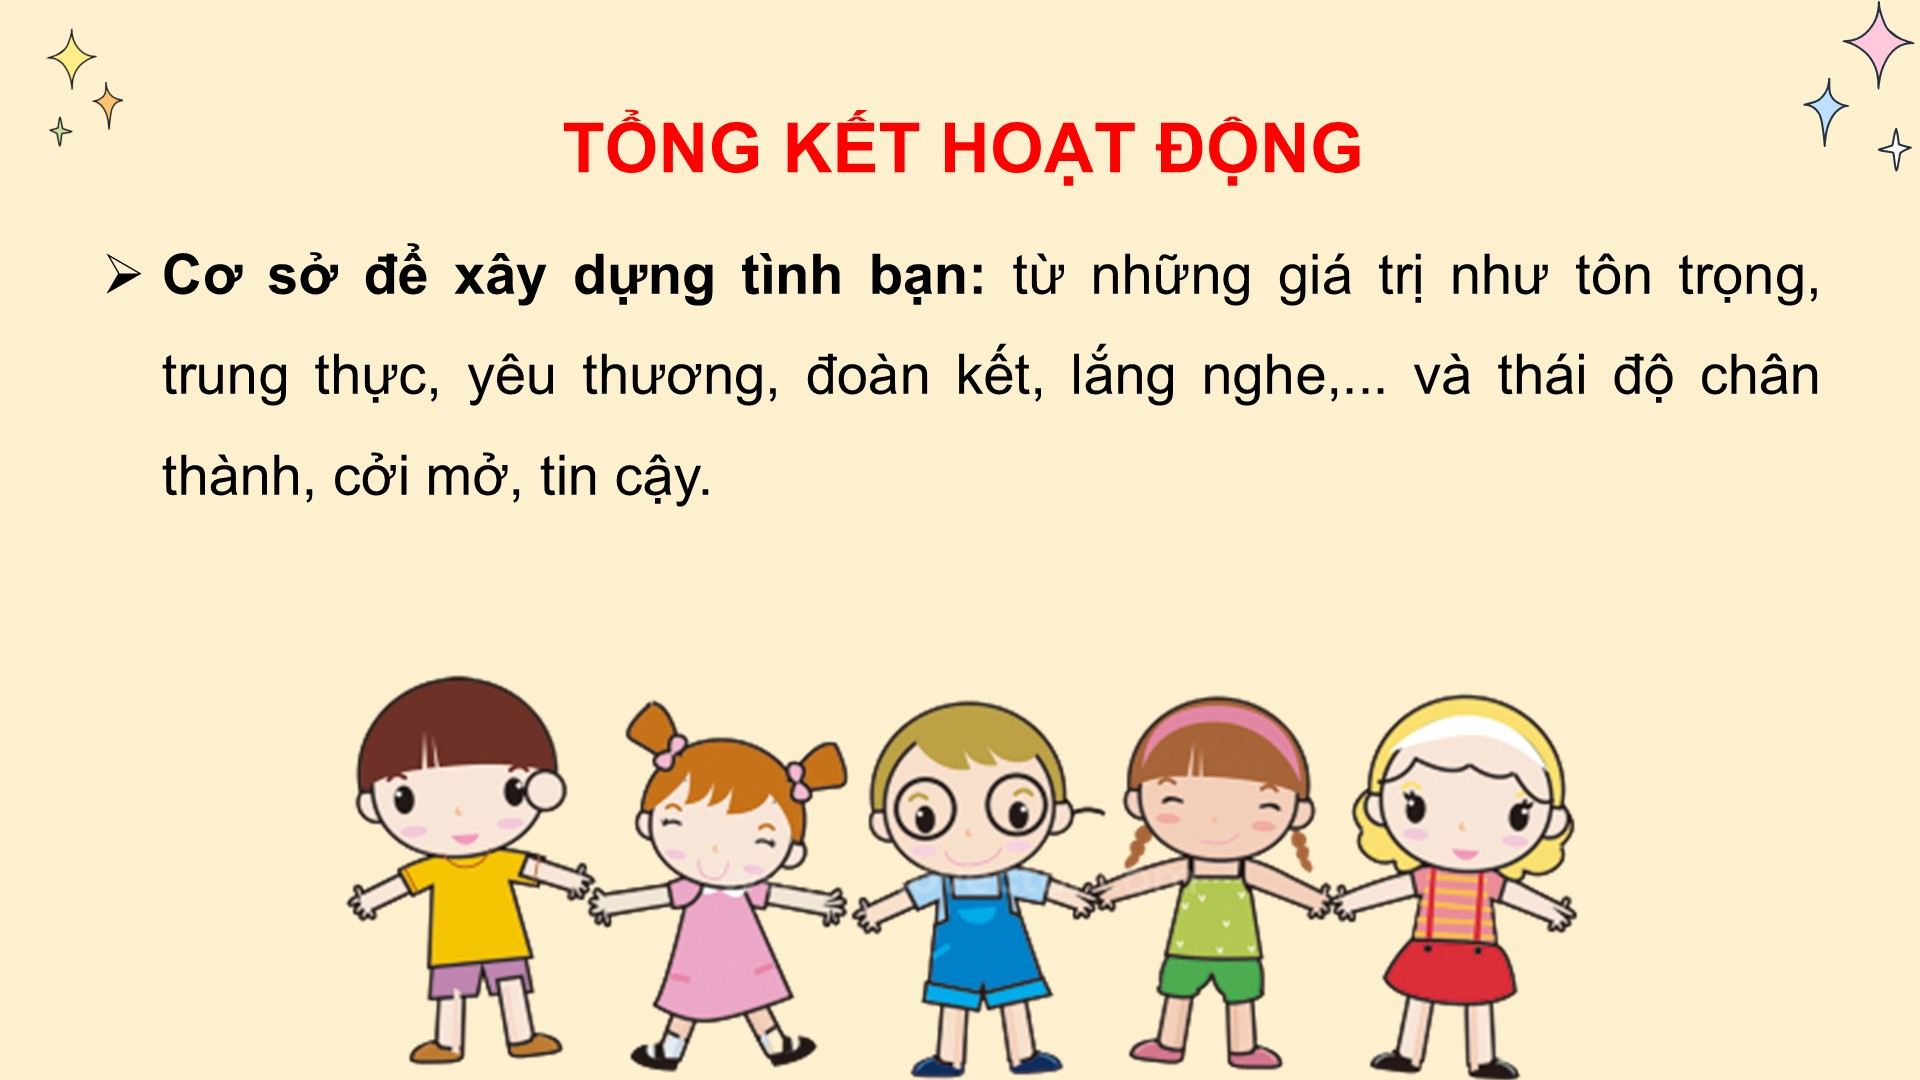 TỔNG KẾT HOẠT ĐỘNG
Cơ sở để xây dựng tình bạn: từ những giá trị như tôn trọng,
trung thực, yêu thương, đoàn kết, lắng nghe,... và thái độ chân
thành, cởi mở, tin cậy.